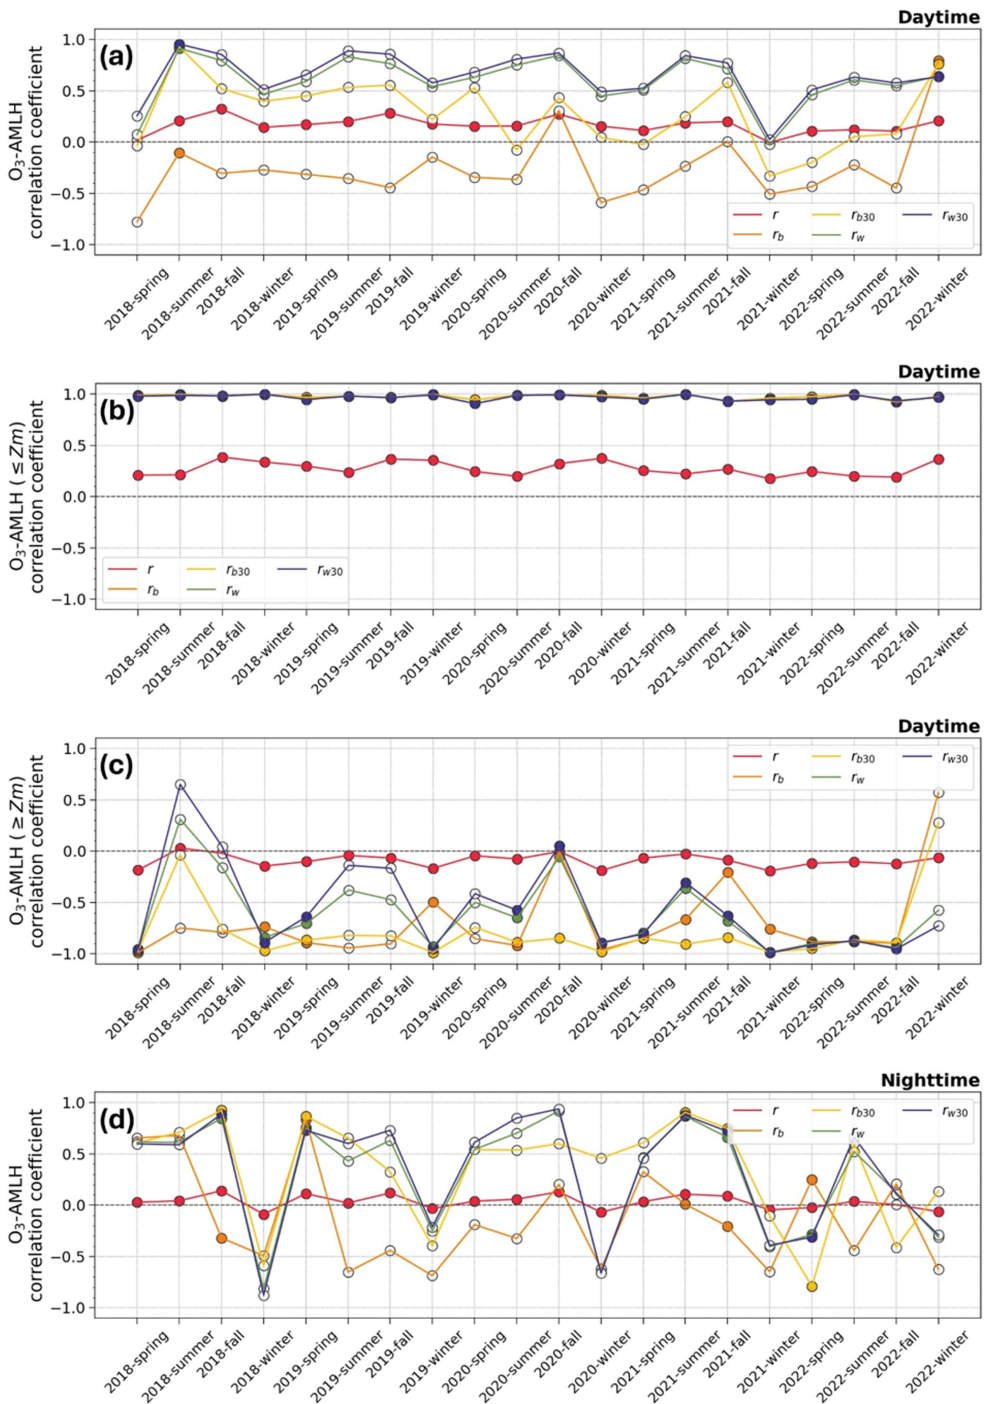 Daytime
(a)
O3-AMLH
correlation coefficient
1.0
0.5
0.0
−0.5
−1.0
r
rb30
rw30
rb
rw
2018-spring
2018-summer
2018-fall
2018-winter
2019-spring
2019-summer
2019-fall
2019-winter
2020-spring
2020-summer
2020-fall
2020-winter
2021-spring
2021-summer
2021-fall
2021-winter
2022-spring
2022-summer
2022-fall
2022-winter
Daytime
(b)
O3-AMLH (≤Zm)
correlation coefficient
1.0
0.5
0.0
−0.5
−1.0
r
rb30
rw30
rb
rw
2018-spring
2018-summer
2018-fall
2018-winter
2019-spring
2019-summer
2019-fall
2019-winter
2020-spring
2020-summer
2020-fall
2020-winter
2021-spring
2021-summer
2021-fall
2021-winter
2022-spring
2022-summer
2022-fall
2022-winter
Daytime
(c)
O3-AMLH (≥Zm)
correlation coefficient
1.0
0.5
0.0
−0.5
−1.0
r
rb30
rw30
rb
rw
2018-spring
2018-summer
2018-fall
2018-winter
2019-spring
2019-summer
2019-fall
2019-winter
2020-spring
2020-summer
2020-fall
2020-winter
2021-spring
2021-summer
2021-fall
2021-winter
2022-spring
2022-summer
2022-fall
2022-winter
Nighttime
(d)
O3-AMLH
correlation coefficient
1.0
0.5
0.0
−0.5
−1.0
r
rb30
rw30
rb
rw
2018-spring
2018-summer
2018-fall
2018-winter
2019-spring
2019-summer
2019-fall
2019-winter
2020-spring
2020-summer
2020-fall
2020-winter
2021-spring
2021-summer
2021-fall
2021-winter
2022-spring
2022-summer
2022-fall
2022-winter